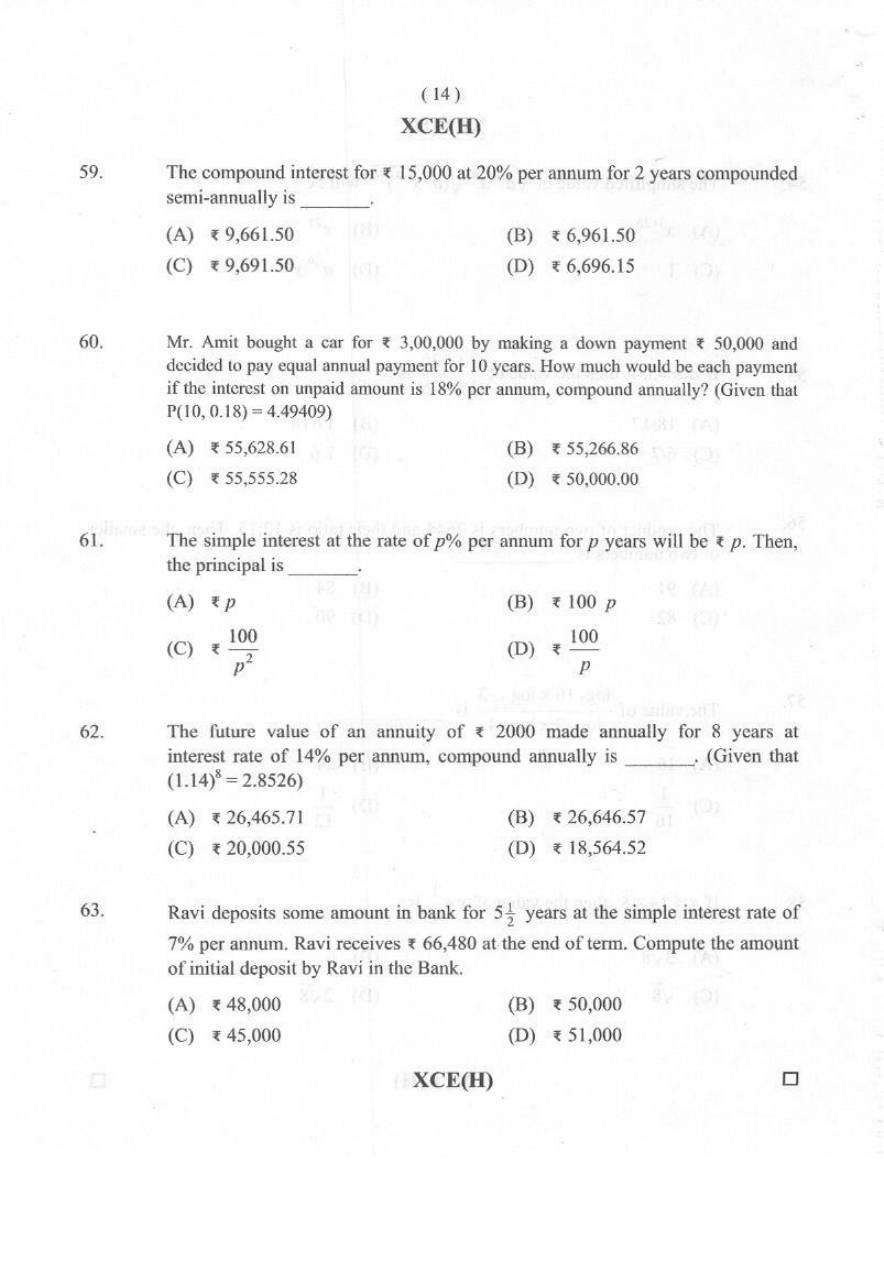 ( 14 )
XCE(H)
59. The compound interest for ₹ 15,000 at 20% per annum for 2 years compounded
semi-annually is _______.
(A) ₹ 9,661.50 (B) ₹ 6,961.50
(C) ₹ 9,691.50 (D) ₹ 6,696.15
60. Mr. Amit bought a car for ₹ 3,00,000 by making a down payment ₹ 50,000 and
decided to pay equal annual payment for 10 years. How much would be each payment
if the interest on unpaid amount is 18% per annum, compound annually? (Given that
P(10, 0.18) = 4.49409)
(A) ₹ 55,628.61 (B) ₹ 55,266.86
(C) ₹ 55,555.28 (D) ₹ 50,000.00
61. The simple interest at the rate of p% per annum for p years will be ₹ p. Then,
the principal is _______.
(A) ₹ p (B) ₹ 100 p
(C) ₹ 100/p² (D) ₹ 100/p
62. The future value of an annuity of ₹ 2000 made annually for 8 years at
interest rate of 14% per annum, compound annually is _______. (Given that
(1.14)⁸ = 2.8526)
(A) ₹ 26,465.71 (B) ₹ 26,646.57
(C) ₹ 20,000.55 (D) ₹ 18,564.52
63. Ravi deposits some amount in bank for 5½ years at the simple interest rate of
7% per annum. Ravi receives ₹ 66,480 at the end of term. Compute the amount
of initial deposit by Ravi in the Bank.
(A) ₹ 48,000 (B) ₹ 50,000
(C) ₹ 45,000 (D) ₹ 51,000
XCE(H)